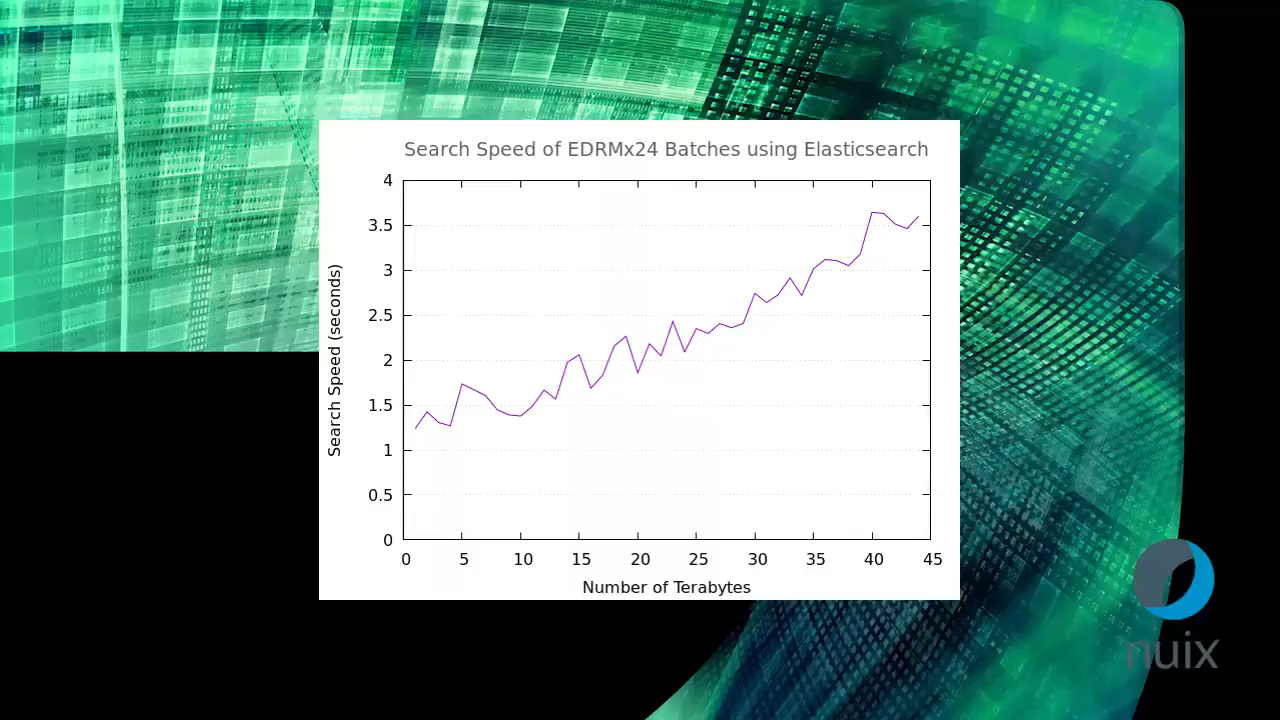 Search Speed of EDRMx24 Batches using Elasticsearch
4
3.5
3
2.5
2
1.5
1
0.5
0
Search Speed (seconds)
0 5 10 15 20 25 30 35 40 45
Number of Terabytes
nuix